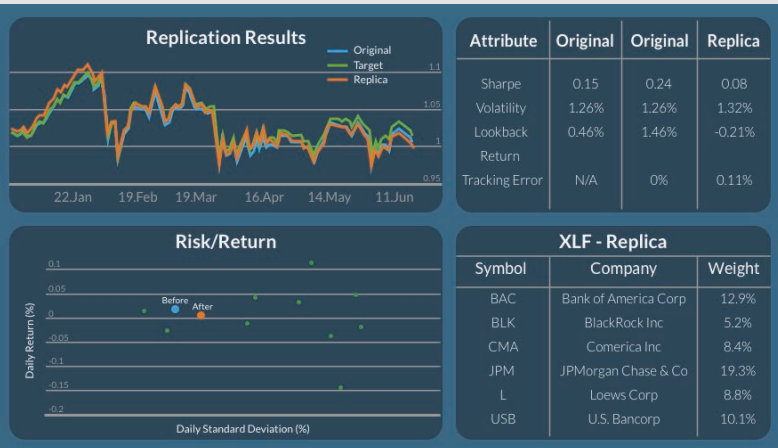 Replication Results
Original
Target
Replica
1.1
1.05
1
0.95
22.Jan 19.Feb 19.Mar 16.Apr 14.May 11.Jun
Attribute Original Original Replica
Sharpe 0.15 0.24 0.08
Volatility 1.26% 1.26% 1.32%
Lookback 0.46% 1.46% -0.21%
Return
Tracking Error N/A 0% 0.11%
Risk/Return
0.1
0.05
0
-0.05
-0.1
-0.15
-0.2
Before
After
Daily Return (%)
Daily Standard Deviation (%)
XLF - Replica
Symbol Company Weight
BAC Bank of America Corp 12.9%
BLK BlackRock Inc 5.2%
CMA Comerica Inc 8.4%
JPM JPMorgan Chase & Co 19.3%
L Loews Corp 8.8%
USB U.S. Bancorp 10.1%